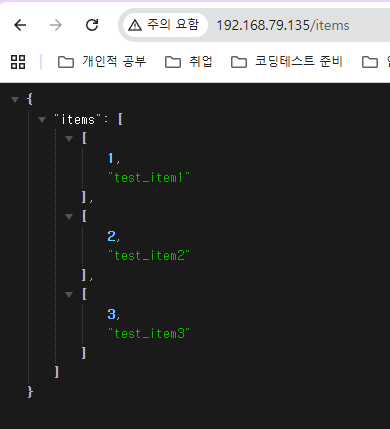 주의 요함 192.168.79.135/items
개인적 공부 취업 코딩테스트 준비
{
"items": [
[
1,
"test_item1"
],
[
2,
"test_item2"
],
[
3,
"test_item3"
]
]
}